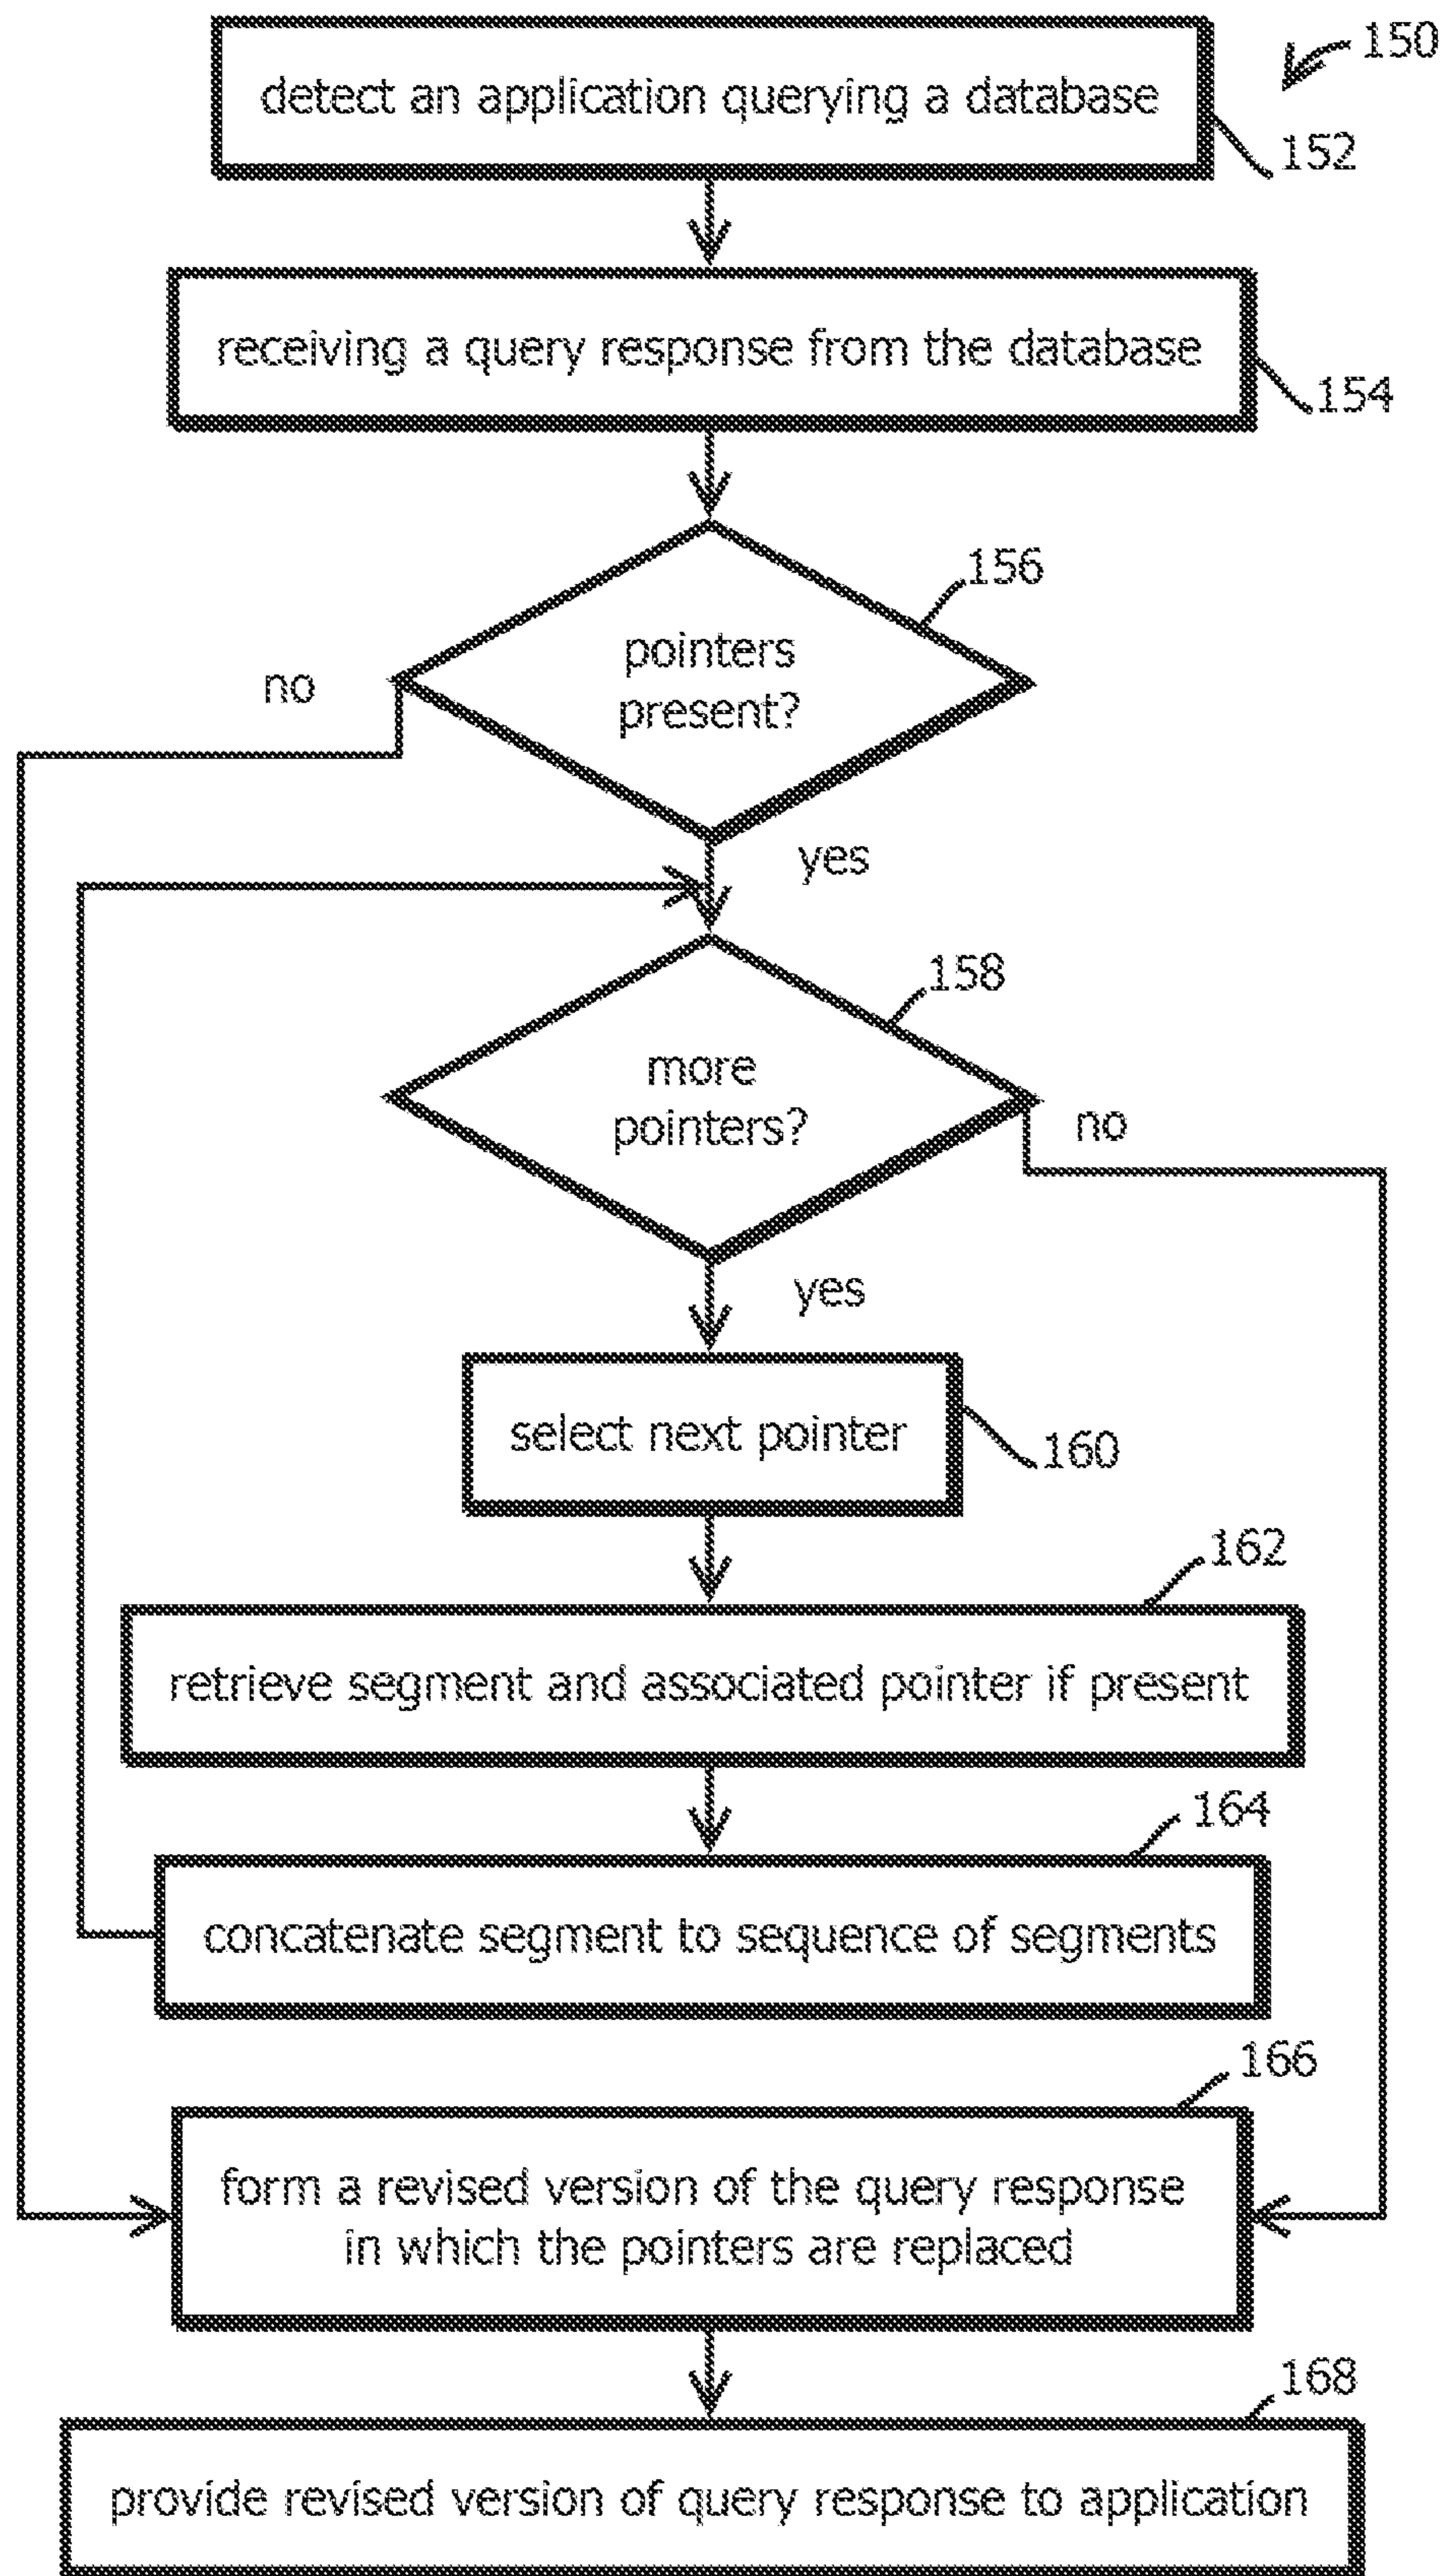 150
detect an application querying a database
152
receiving a query response from the database
154
156
pointers
present?
no
yes
158
more
pointers?
no
yes
select next pointer
160
162
retrieve segment and associated pointer if present
164
concatenate segment to sequence of segments
166
form a revised version of the query response
in which the pointers are replaced
168
provide revised version of query response to application